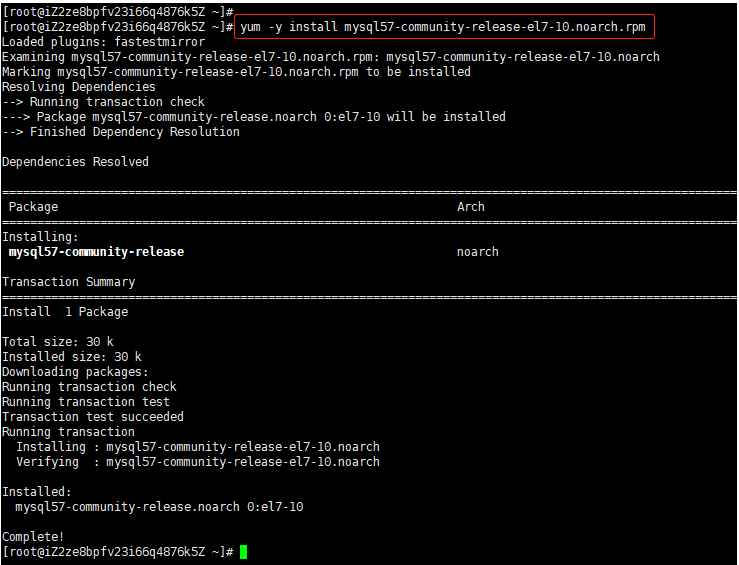 [root@iZ2ze8bpfv23i66q4876k5Z ~]#
[root@iZ2ze8bpfv23i66q4876k5Z ~]# yum -y install mysql57-community-release-el7-10.noarch.rpm
Loaded plugins: fastestmirror
Examining mysql57-community-release-el7-10.noarch.rpm: mysql57-community-release-el7-10.noarch
Marking mysql57-community-release-el7-10.noarch.rpm to be installed
Resolving Dependencies
--> Running transaction check
---> Package mysql57-community-release.noarch 0:el7-10 will be installed
--> Finished Dependency Resolution
Dependencies Resolved
================================================================================
Package Arch
================================================================================
Installing:
mysql57-community-release noarch
Transaction Summary
================================================================================
Install  1 Package
Total size: 30 k
Installed size: 30 k
Downloading packages:
Running transaction check
Running transaction test
Transaction test succeeded
Running transaction
Installing : mysql57-community-release-el7-10.noarch
Verifying  : mysql57-community-release-el7-10.noarch
Installed:
mysql57-community-release.noarch 0:el7-10
Complete!
[root@iZ2ze8bpfv23i66q4876k5Z ~]#